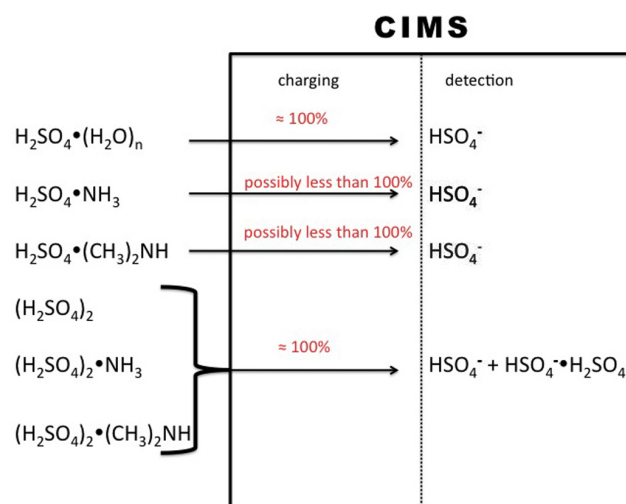 CIMS
charging detection
≈ 100%
H₂SO₄•(H₂O)ₙ HSO₄⁻
possibly less than 100%
H₂SO₄•NH₃ HSO₄⁻
possibly less than 100%
H₂SO₄•(CH₃)₂NH HSO₄⁻
(H₂SO₄)₂
≈ 100%
(H₂SO₄)₂•NH₃ HSO₄⁻ + HSO₄⁻•H₂SO₄
(H₂SO₄)₂•(CH₃)₂NH